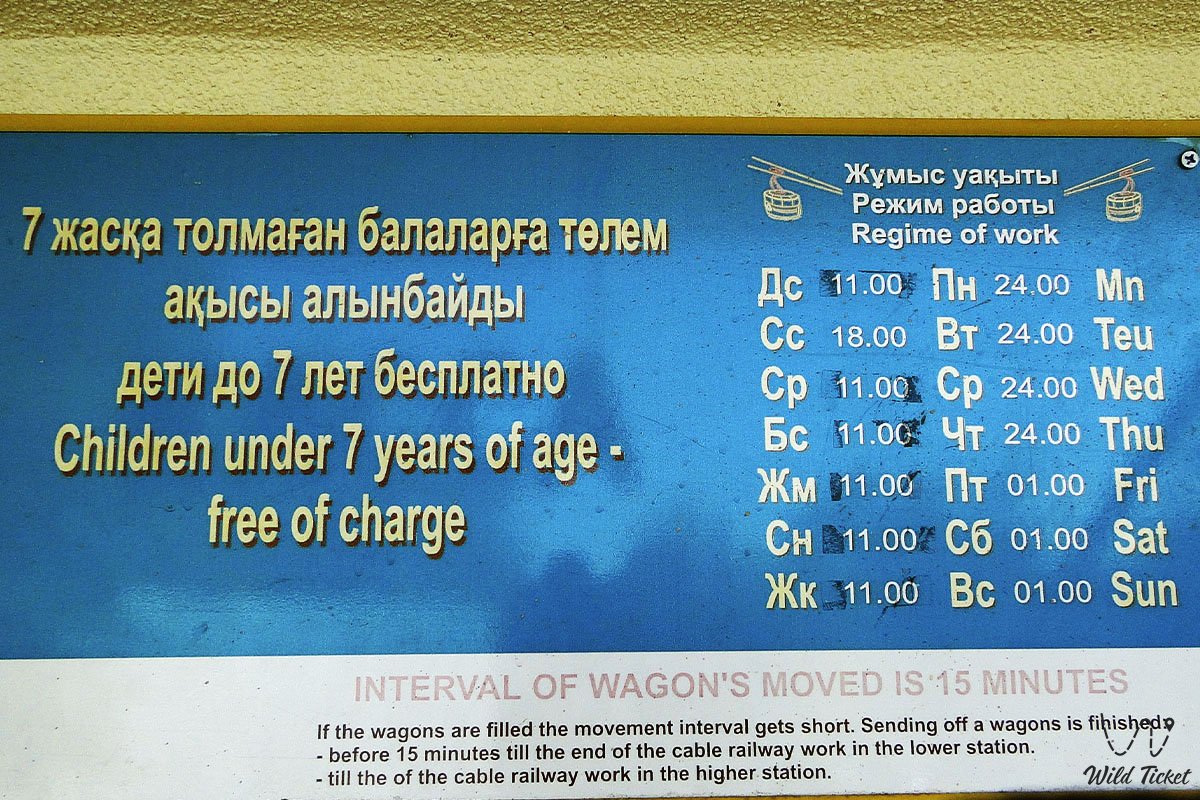 7 жасқа толмаған балаларға төлем
ақысы алынбайды
дети до 7 лет бесплатно
Children under 7 years of age -
free of charge
Жұмыс уақыты
Режим работы
Regime of work
Дс 11.00 Пн 24.00 Mn
Сс 18.00 Вт 24.00 Teu
Ср 11.00 Ср 24.00 Wed
Бс 11.00 Чт 24.00 Thu
Жм 11.00 Пт 01.00 Fri
Сн 11.00 Сб 01.00 Sat
Жк 11.00 Вс 01.00 Sun
INTERVAL OF WAGON'S MOVED IS 15 MINUTES
If the wagons are filled the movement interval gets short. Sending off a wagons is finished:
- before 15 minutes till the end of the cable railway work in the lower station.
- till the of the cable railway work in the higher station.
Wild Ticket